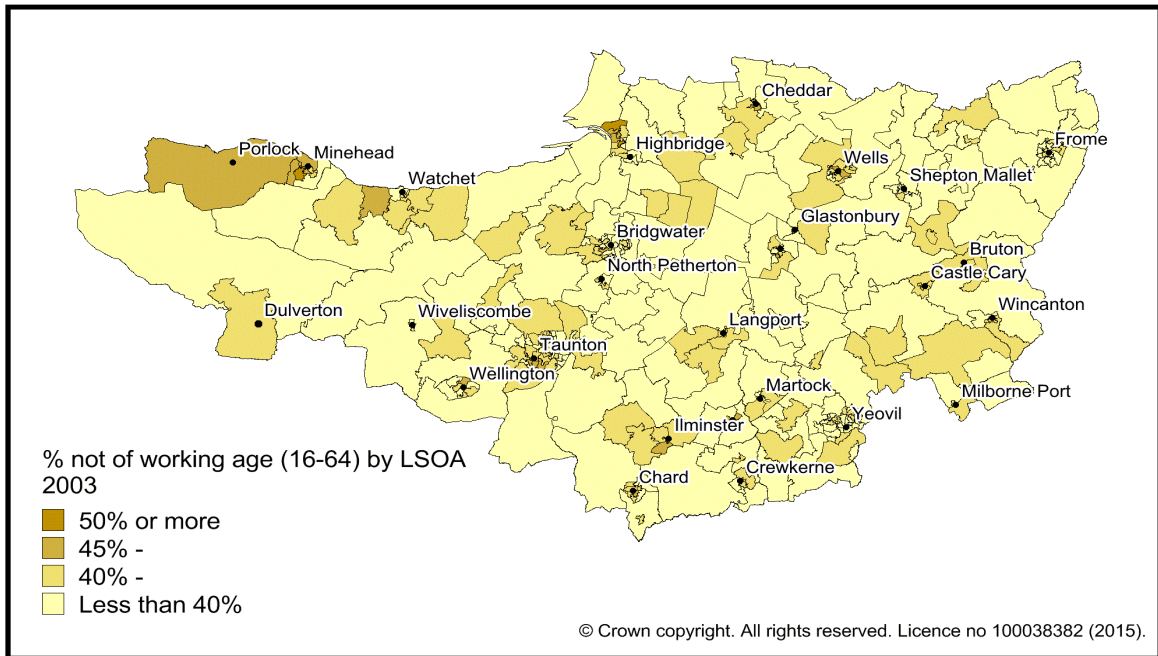 Cheddar
Frome
Highbridge
Porlock
Minehead
Wells
Watchet
Shepton Mallet
Glastonbury
Bridgwater
Bruton
North Petherton
Castle Cary
Wincanton
Dulverton
Wiveliscombe
Langport
Taunton
Wellington
Martock
Milborne Port
Yeovil
Ilminster
Crewkerne
Chard
% not of working age (16-64) by LSOA
2003
50% or more
45% -
40% -
Less than 40%
© Crown copyright. All rights reserved. Licence no 100038382 (2015).